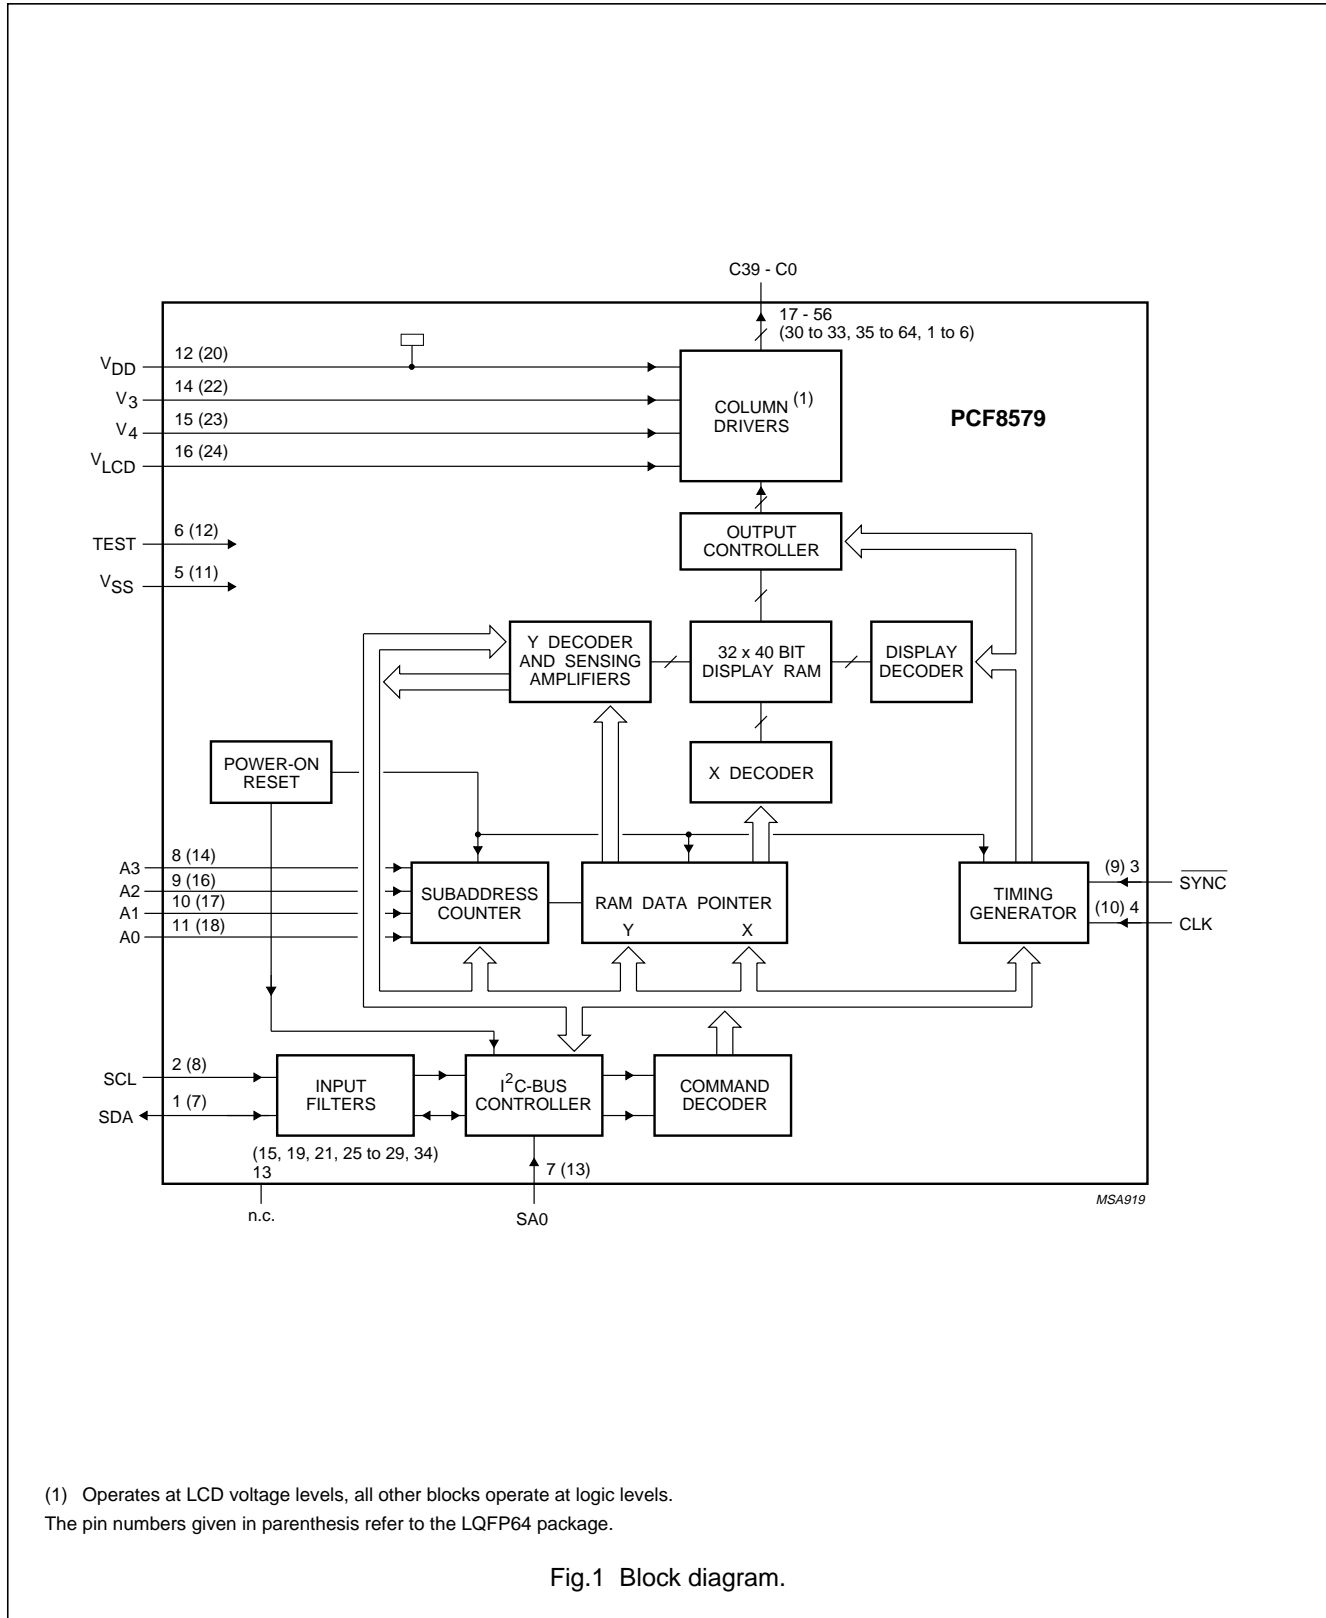 C39 - C0
17 - 56
(30 to 33, 35 to 64, 1 to 6)
VDD
12 (20)
V3
14 (22)
V4
15 (23)
VLCD
16 (24)
COLUMN (1)
DRIVERS
PCF8579
TEST
6 (12)
VSS
5 (11)
OUTPUT
CONTROLLER
Y DECODER
AND SENSING
AMPLIFIERS
32 x 40 BIT
DISPLAY RAM
DISPLAY
DECODER
POWER-ON
RESET
X DECODER
A3
8 (14)
A2
9 (16)
A1
10 (17)
A0
11 (18)
SUBADDRESS
COUNTER
RAM DATA POINTER
Y X
TIMING
GENERATOR
(9) 3
SYNC
(10) 4
CLK
SCL
2 (8)
SDA
1 (7)
INPUT
FILTERS
I2C-BUS
CONTROLLER
COMMAND
DECODER
(15, 19, 21, 25 to 29, 34)
13
n.c.
7 (13)
SA0
MSA919
(1) Operates at LCD voltage levels, all other blocks operate at logic levels.
The pin numbers given in parenthesis refer to the LQFP64 package.
Fig.1 Block diagram.